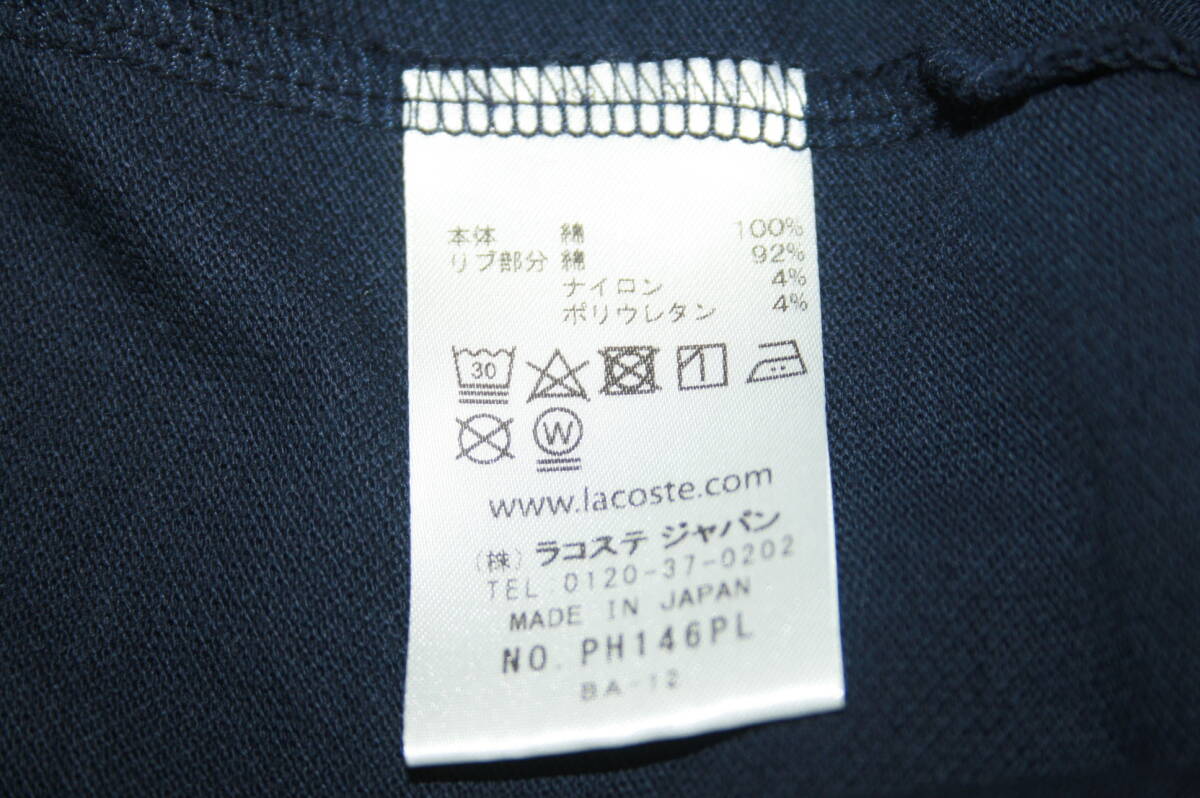 本体 綿 100%
リブ部分 綿 92%
ナイロン 4%
ポリウレタン 4%
30
W
www.lacoste.com
(株) ラコステ ジャパン
TEL.0120-37-0202
MADE IN JAPAN
NO. PH146PL
BA-12